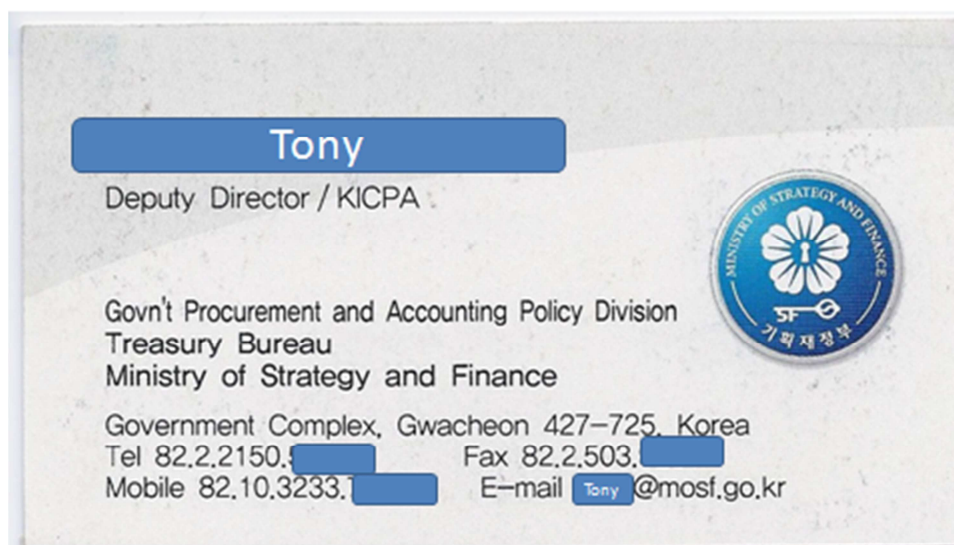 Tony
Deputy Director / KICPA
MINISTRY OF STRATEGY AND FINANCE
SF
기획재정부
Govn't Procurement and Accounting Policy Division
Treasury Bureau
Ministry of Strategy and Finance
Government Complex, Gwacheon 427-725, Korea
Tel 82.2.2150. Fax 82.2.503.
Mobile 82.10.3233. E-mail Tony @mosf.go.kr